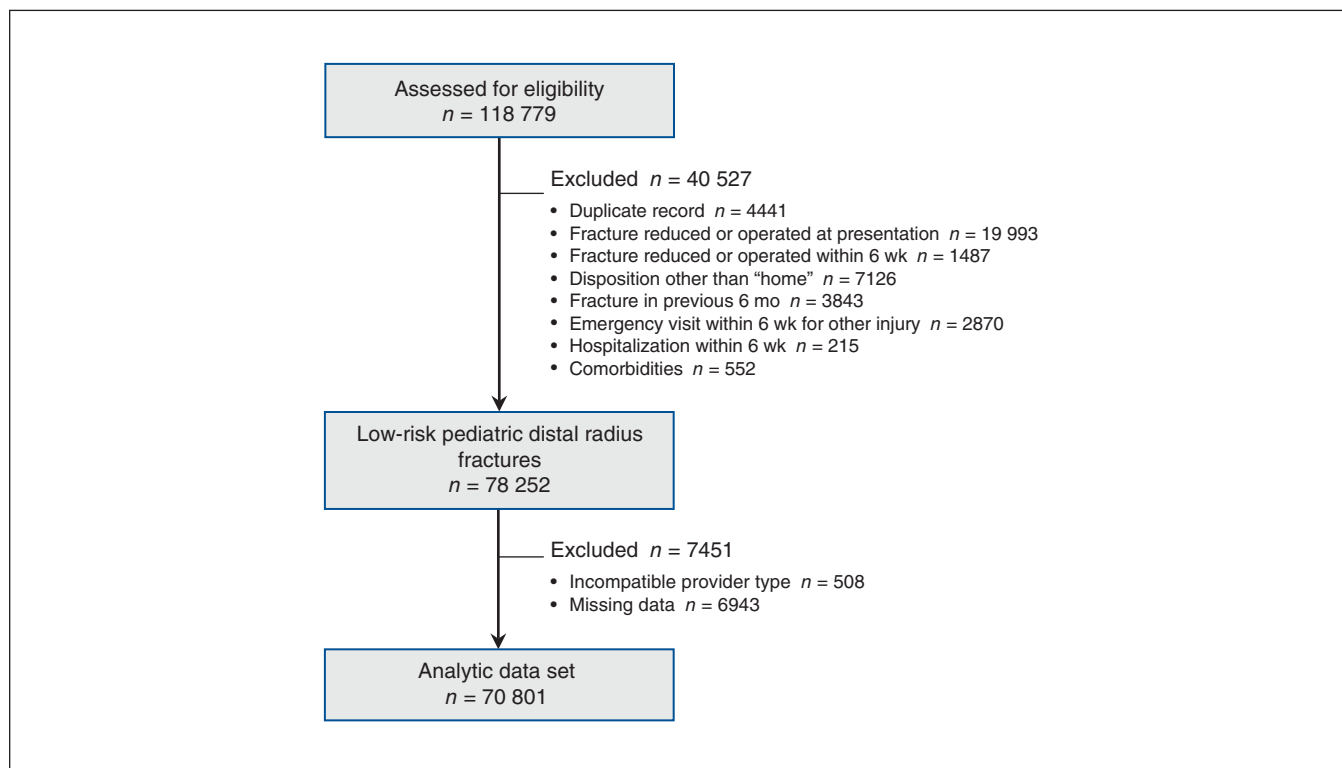 Assessed for eligibility
n = 118 779
Excluded n = 40 527
• Duplicate record n = 4441
• Fracture reduced or operated at presentation n = 19 993
• Fracture reduced or operated within 6 wk n = 1487
• Disposition other than “home” n = 7126
• Fracture in previous 6 mo n = 3843
• Emergency visit within 6 wk for other injury n = 2870
• Hospitalization within 6 wk n = 215
• Comorbidities n = 552
Low-risk pediatric distal radius
fractures
n = 78 252
Excluded n = 7451
• Incompatible provider type n = 508
• Missing data n = 6943
Analytic data set
n = 70 801